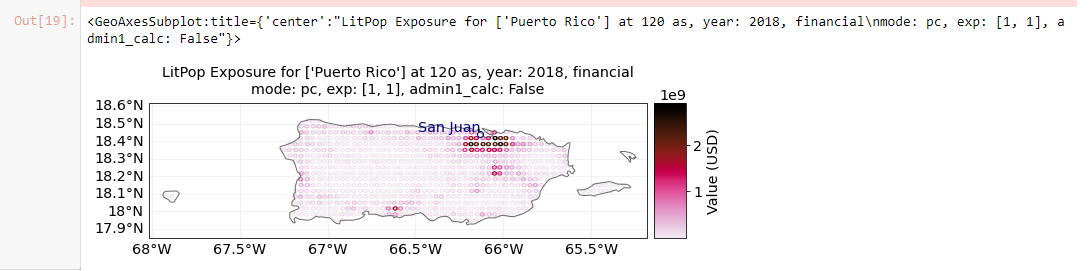 Out[19]:
<GeoAxesSubplot:title={'center':"LitPop Exposure for ['Puerto Rico'] at 120 as, year: 2018, financial\nmode: pc, exp: [1, 1], a
dmin1_calc: False"}>
LitPop Exposure for ['Puerto Rico'] at 120 as, year: 2018, financial
mode: pc, exp: [1, 1], admin1_calc: False
18.6°N
18.5°N
18.4°N
18.3°N
18.2°N
18.1°N
18°N
17.9°N
San Juan
68°W
67.5°W
67°W
66.5°W
66°W
65.5°W
1e9
2
1
Value (USD)